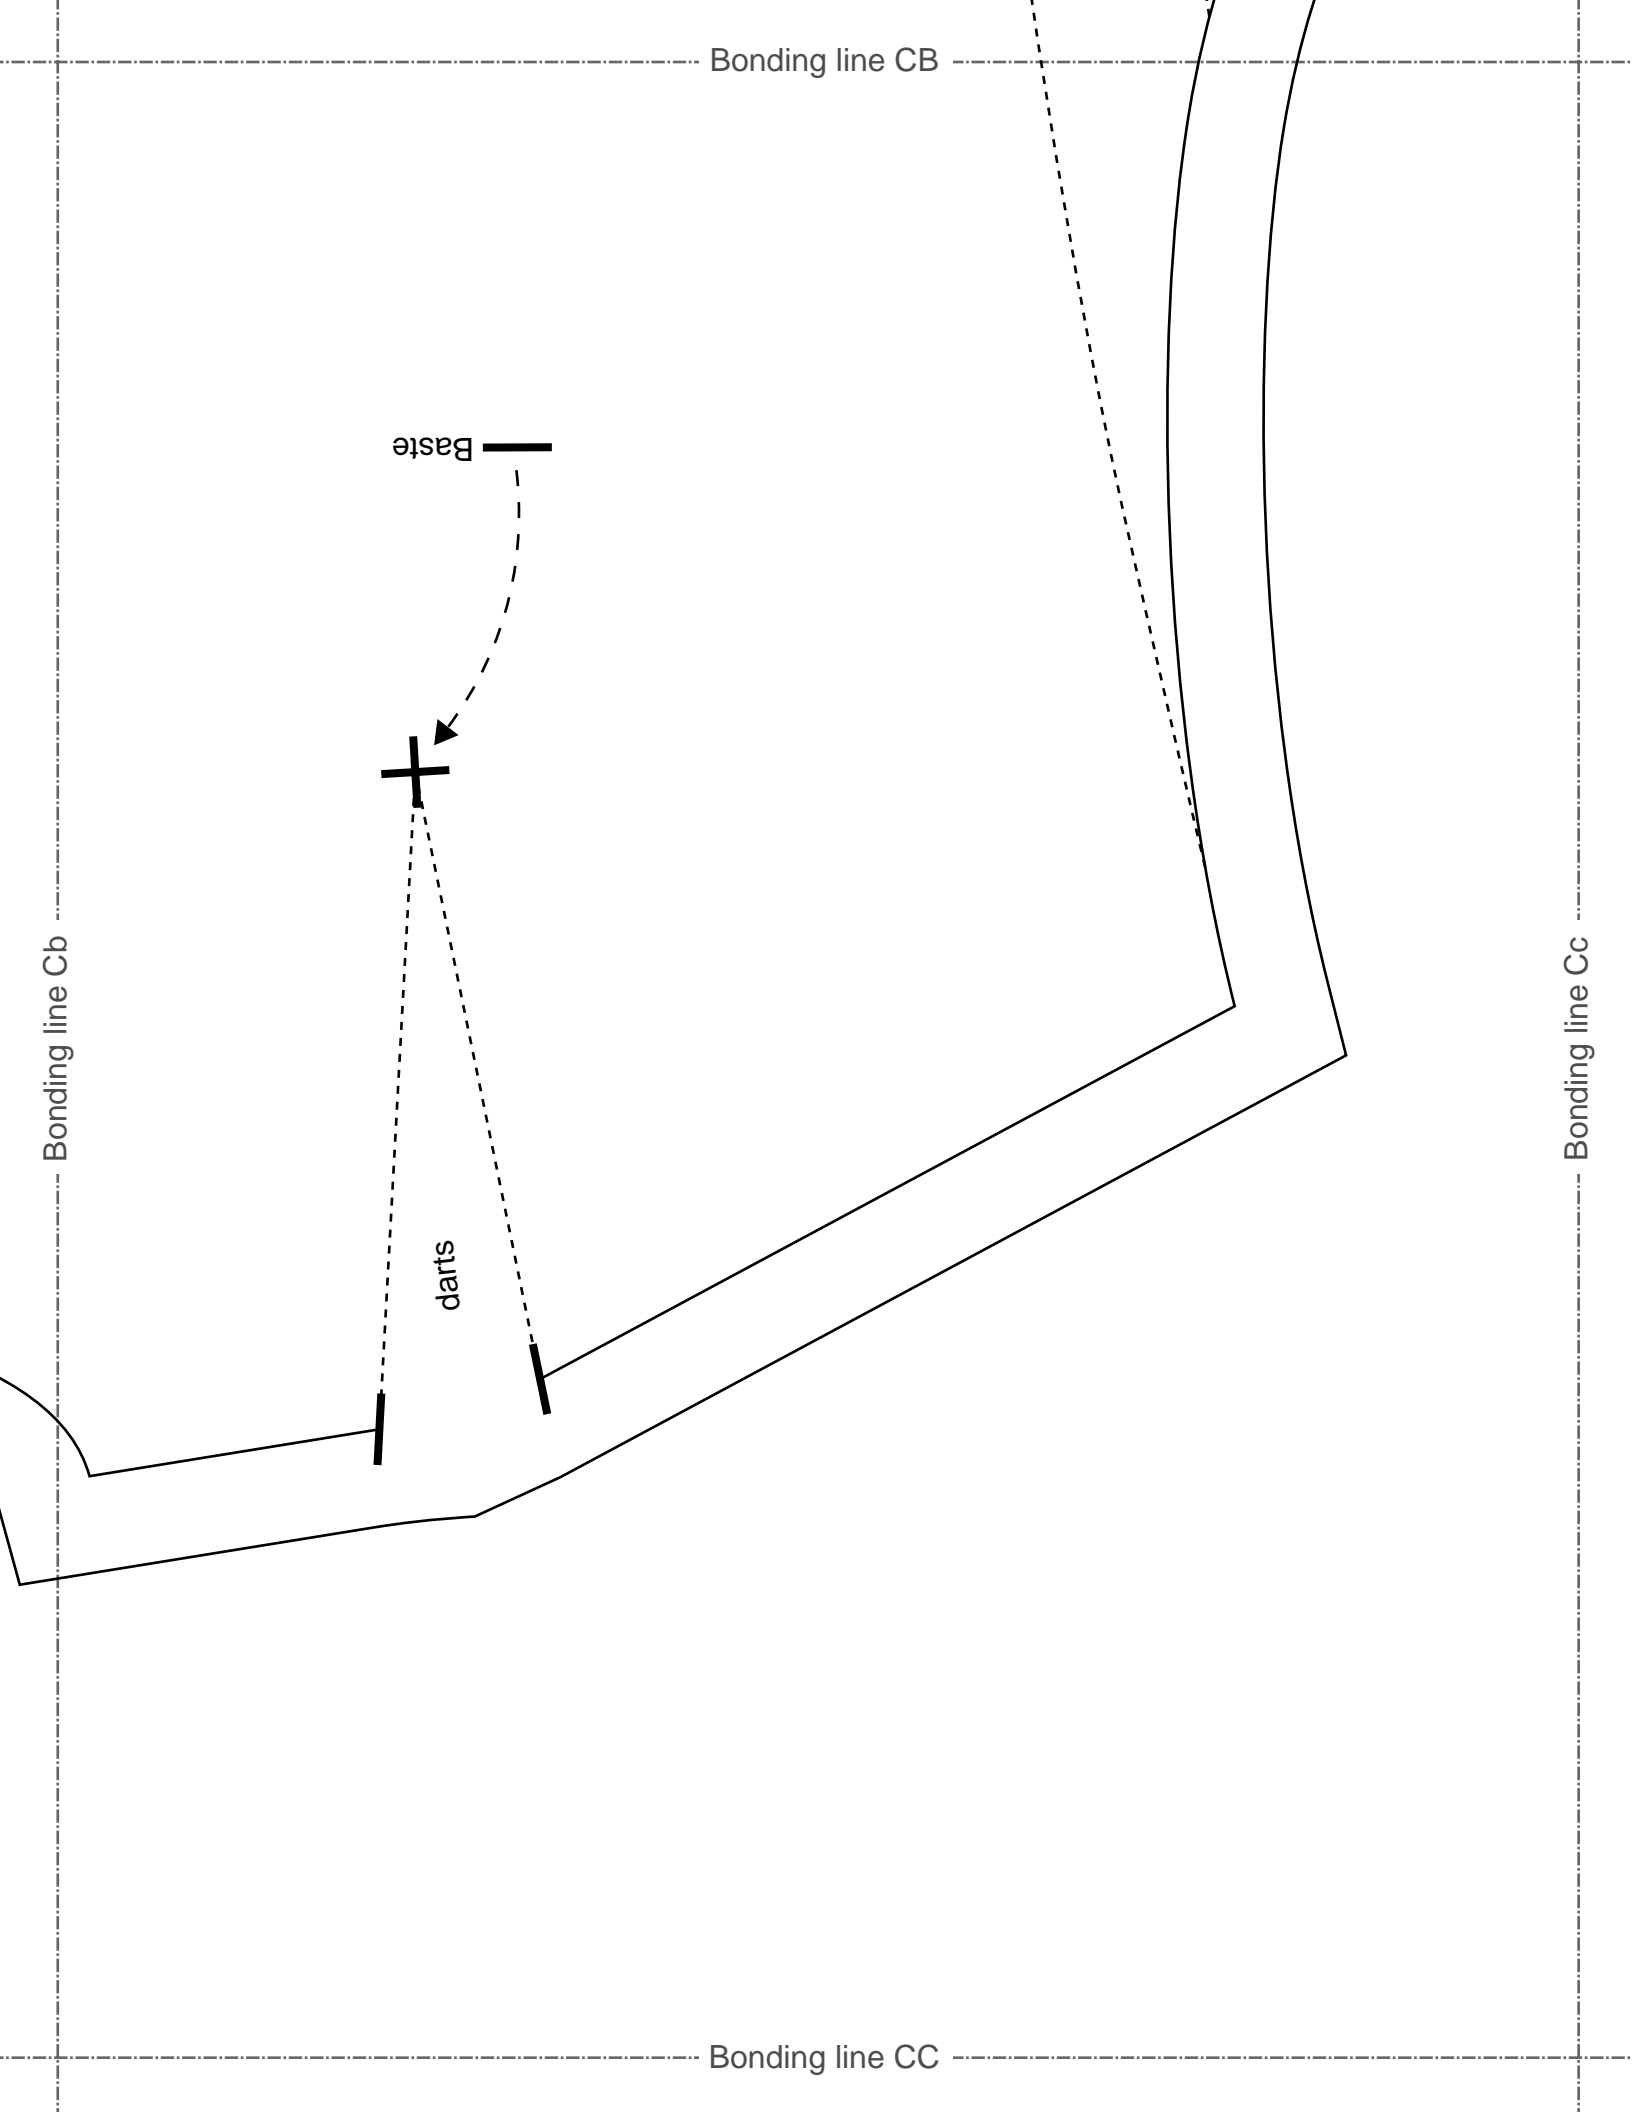 Bonding line CB
Baste
Bonding line Cb
Bonding line Cc
darts
Bonding line CC